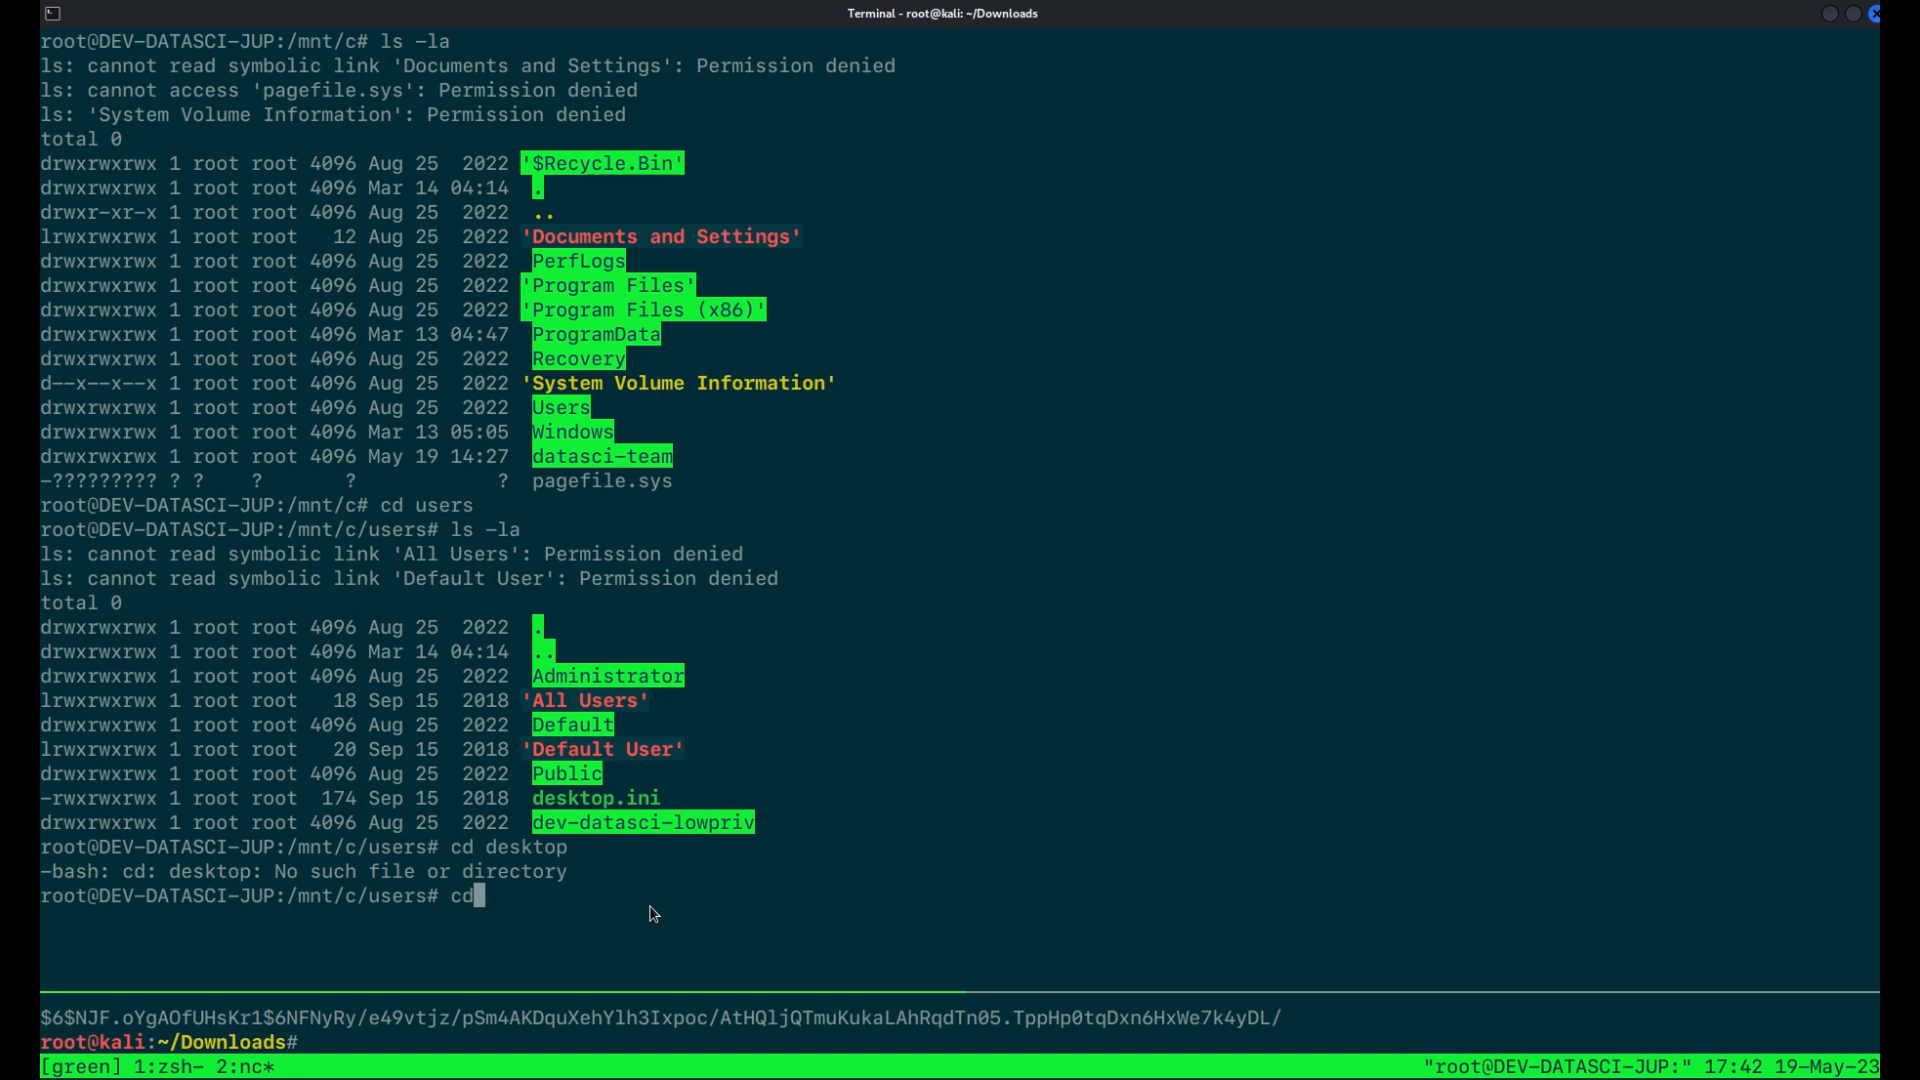 Terminal - root@kali: ~/Downloads
root@DEV-DATASCI-JUP:/mnt/c# ls -la
ls: cannot read symbolic link 'Documents and Settings': Permission denied
ls: cannot access 'pagefile.sys': Permission denied
ls: 'System Volume Information': Permission denied
total 0
drwxrwxrwx 1 root root 4096 Aug 25  2022 '$Recycle.Bin'
drwxrwxrwx 1 root root 4096 Mar 14 04:14  .
drwxr-xr-x 1 root root 4096 Aug 25  2022  ..
lrwxrwxrwx 1 root root   12 Aug 25  2022 'Documents and Settings'
drwxrwxrwx 1 root root 4096 Aug 25  2022  PerfLogs
drwxrwxrwx 1 root root 4096 Aug 25  2022 'Program Files'
drwxrwxrwx 1 root root 4096 Aug 25  2022 'Program Files (x86)'
drwxrwxrwx 1 root root 4096 Mar 13 04:47  ProgramData
drwxrwxrwx 1 root root 4096 Aug 25  2022  Recovery
d--x--x--x 1 root root 4096 Aug 25  2022 'System Volume Information'
drwxrwxrwx 1 root root 4096 Aug 25  2022  Users
drwxrwxrwx 1 root root 4096 Mar 13 05:05  Windows
drwxrwxrwx 1 root root 4096 May 19 14:27  datasci-team
-????????? ? ?    ?       ?            ?  pagefile.sys
root@DEV-DATASCI-JUP:/mnt/c# cd users
root@DEV-DATASCI-JUP:/mnt/c/users# ls -la
ls: cannot read symbolic link 'All Users': Permission denied
ls: cannot read symbolic link 'Default User': Permission denied
total 0
drwxrwxrwx 1 root root 4096 Aug 25  2022  .
drwxrwxrwx 1 root root 4096 Mar 14 04:14  ..
drwxrwxrwx 1 root root 4096 Aug 25  2022  Administrator
lrwxrwxrwx 1 root root   18 Sep 15  2018 'All Users'
drwxrwxrwx 1 root root 4096 Aug 25  2022  Default
lrwxrwxrwx 1 root root   20 Sep 15  2018 'Default User'
drwxrwxrwx 1 root root 4096 Aug 25  2022  Public
-rwxrwxrwx 1 root root  174 Sep 15  2018  desktop.ini
drwxrwxrwx 1 root root 4096 Aug 25  2022  dev-datasci-lowpriv
root@DEV-DATASCI-JUP:/mnt/c/users# cd desktop
-bash: cd: desktop: No such file or directory
root@DEV-DATASCI-JUP:/mnt/c/users# cd
$6$NJF.oYgAOfUHsKr1$6NFNyRy/e49vtjz/pSm4AKDquXehYlh3Ixpoc/AtHQljQTmuKukaLAhRqdTn05.TppHp0tqDxn6HxWe7k4yDL/
root@kali:~/Downloads#
[green] 1:zsh- 2:nc* "root@DEV-DATASCI-JUP:" 17:42 19-May-23